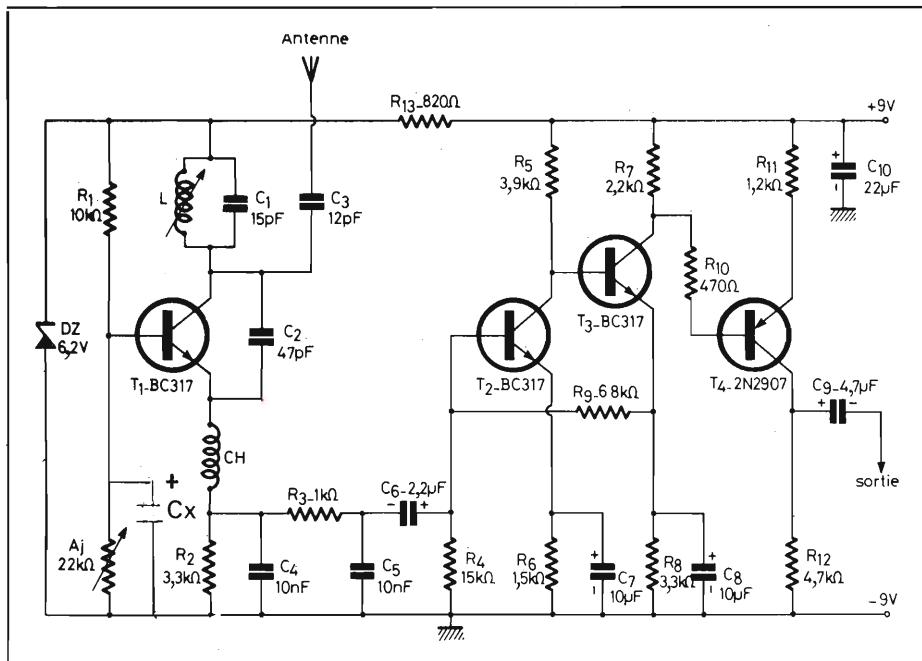 Antenne
R13_820Ω
+9V
R1
10kΩ
L
C1
15pF
C3
12pF
R5
3,9kΩ
R7
2,2kΩ
R11
1,2kΩ
+
-
C10
22µF
R10
470Ω
DZ
6,2V
C2
47pF
T1_BC317
T3_BC317
T2_BC317
T4_2N2907
R9_68kΩ
C9_4,7µF
+ -
sortie
CH
+
Cx
R3_1kΩ
C6_2,2µF
- +
Aj
22kΩ
R2
3,3kΩ
C4
10nF
C5
10nF
R4
15kΩ
R6
1,5kΩ
+
-
C7
10µF
R8
3,3kΩ
+
-
C8
10µF
R12
4,7kΩ
-9V